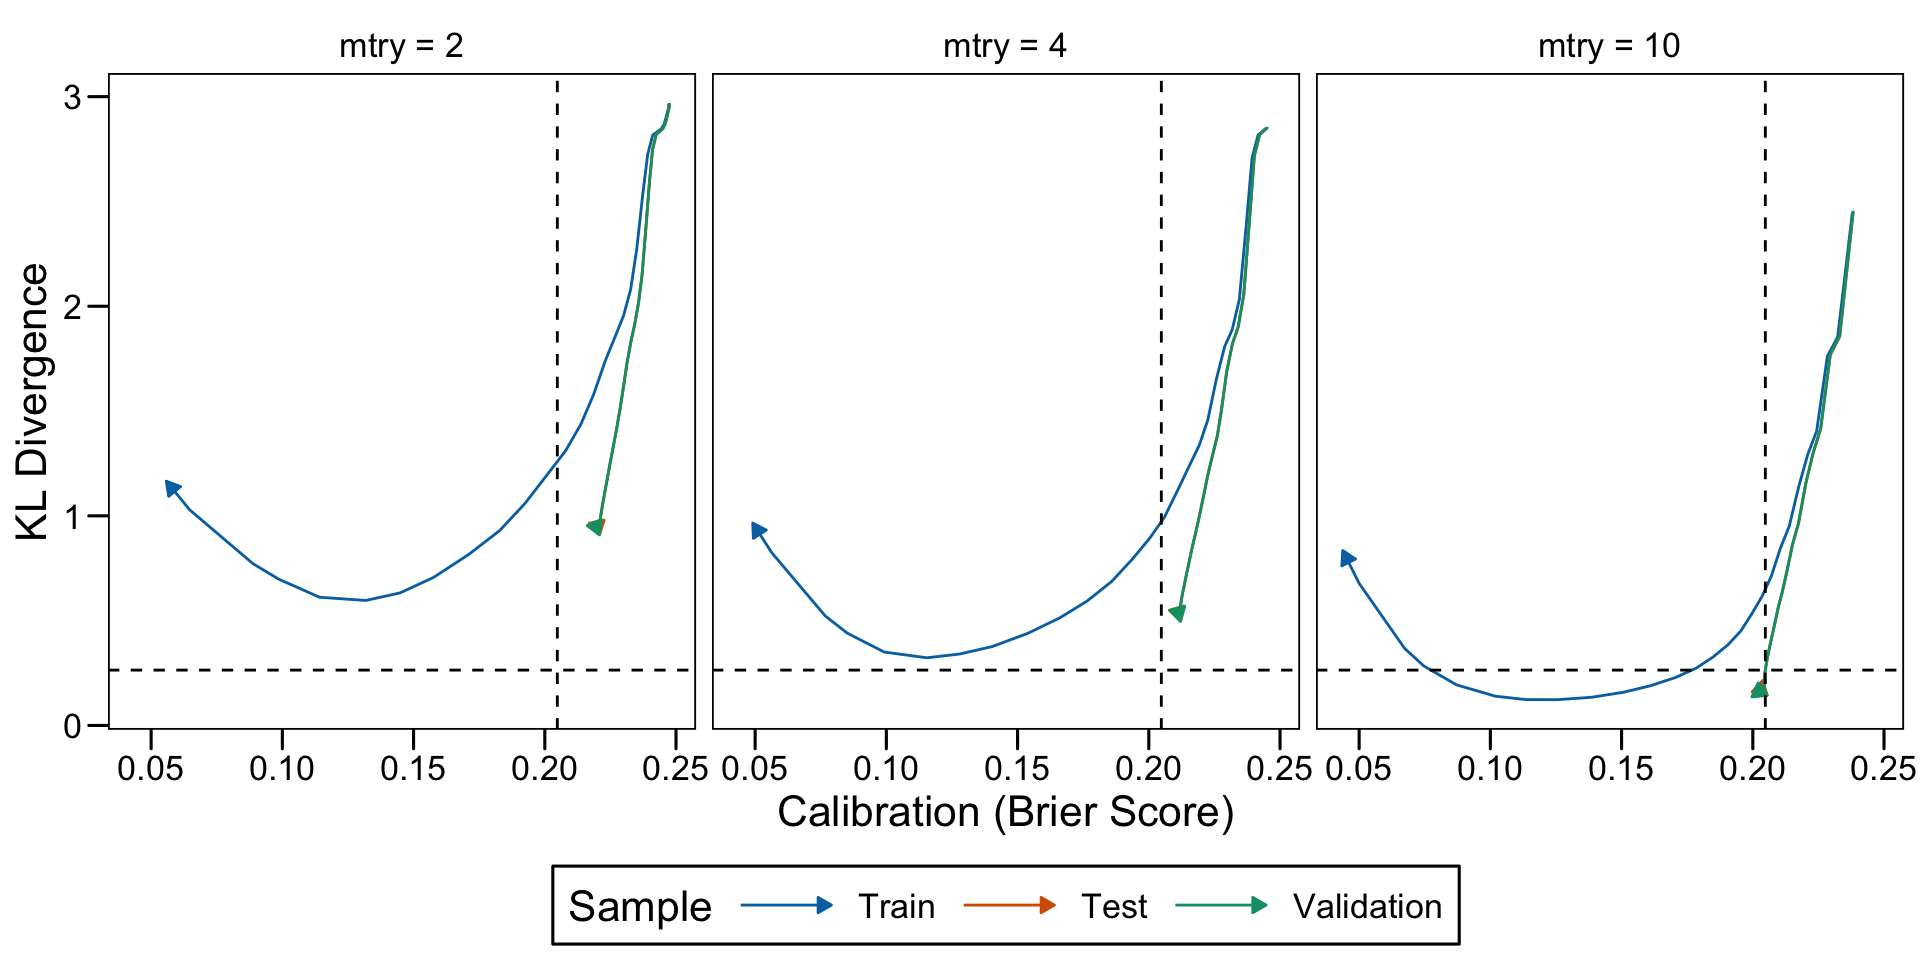 mtry = 2 mtry = 4 mtry = 10
KL Divergence
3
2
1
0
0.05 0.10 0.15 0.20 0.25 0.05 0.10 0.15 0.20 0.25 0.05 0.10 0.15 0.20 0.25
Calibration (Brier Score)
Sample Train Test Validation